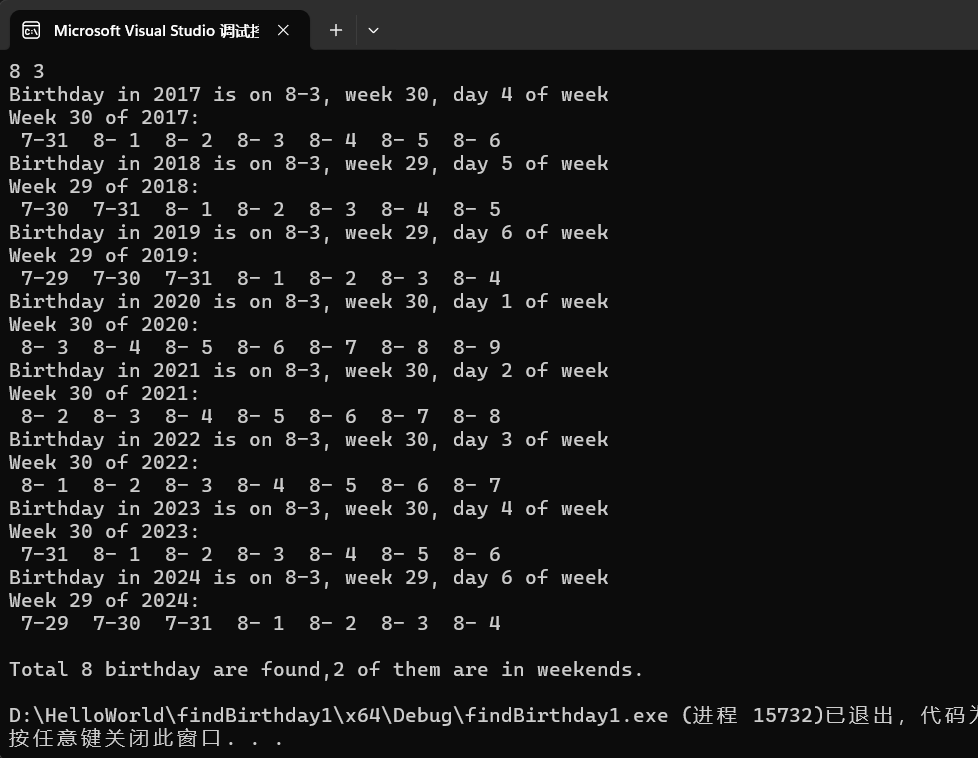 Microsoft Visual Studio 调试
8 3
Birthday in 2017 is on 8-3, week 30, day 4 of week
Week 30 of 2017:
7-31 8- 1 8- 2 8- 3 8- 4 8- 5 8- 6
Birthday in 2018 is on 8-3, week 29, day 5 of week
Week 29 of 2018:
7-30 7-31 8- 1 8- 2 8- 3 8- 4 8- 5
Birthday in 2019 is on 8-3, week 29, day 6 of week
Week 29 of 2019:
7-29 7-30 7-31 8- 1 8- 2 8- 3 8- 4
Birthday in 2020 is on 8-3, week 30, day 1 of week
Week 30 of 2020:
8- 3 8- 4 8- 5 8- 6 8- 7 8- 8 8- 9
Birthday in 2021 is on 8-3, week 30, day 2 of week
Week 30 of 2021:
8- 2 8- 3 8- 4 8- 5 8- 6 8- 7 8- 8
Birthday in 2022 is on 8-3, week 30, day 3 of week
Week 30 of 2022:
8- 1 8- 2 8- 3 8- 4 8- 5 8- 6 8- 7
Birthday in 2023 is on 8-3, week 30, day 4 of week
Week 30 of 2023:
7-31 8- 1 8- 2 8- 3 8- 4 8- 5 8- 6
Birthday in 2024 is on 8-3, week 29, day 6 of week
Week 29 of 2024:
7-29 7-30 7-31 8- 1 8- 2 8- 3 8- 4
Total 8 birthday are found,2 of them are in weekends.
D:\HelloWorld\findBirthday1\x64\Debug\findBirthday1.exe (进程 15732)已退出，代码为
按任意键关闭此窗口. . .